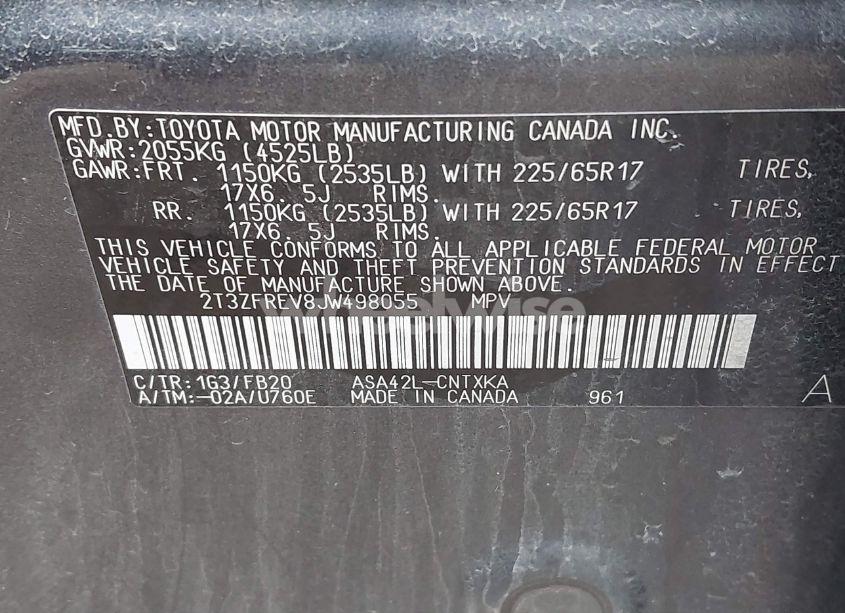 MFD.BY:TOYOTA MOTOR MANUFACTURING CANADA INC.
GVWR:2055KG (4525LB)
GAWR:FRT. 1150KG (2535LB) WITH 225/65R17 TIRES,
17X6.5J RIMS.
RR. 1150KG (2535LB) WITH 225/65R17 TIRES,
17X6.5J RIMS.
THIS VEHICLE CONFORMS TO ALL APPLICABLE FEDERAL MOTOR
VEHICLE SAFETY AND THEFT PREVENTION STANDARDS IN EFFECT
THE DATE OF MANUFACTURE SHOWN ABOVE.
2T3ZFREV8JW498055 MPV
wheelwise
C/TR:1G3/FB20 ASA42L-CNTXKA
A/TM:-02A/U760E MADE IN CANADA 961 A